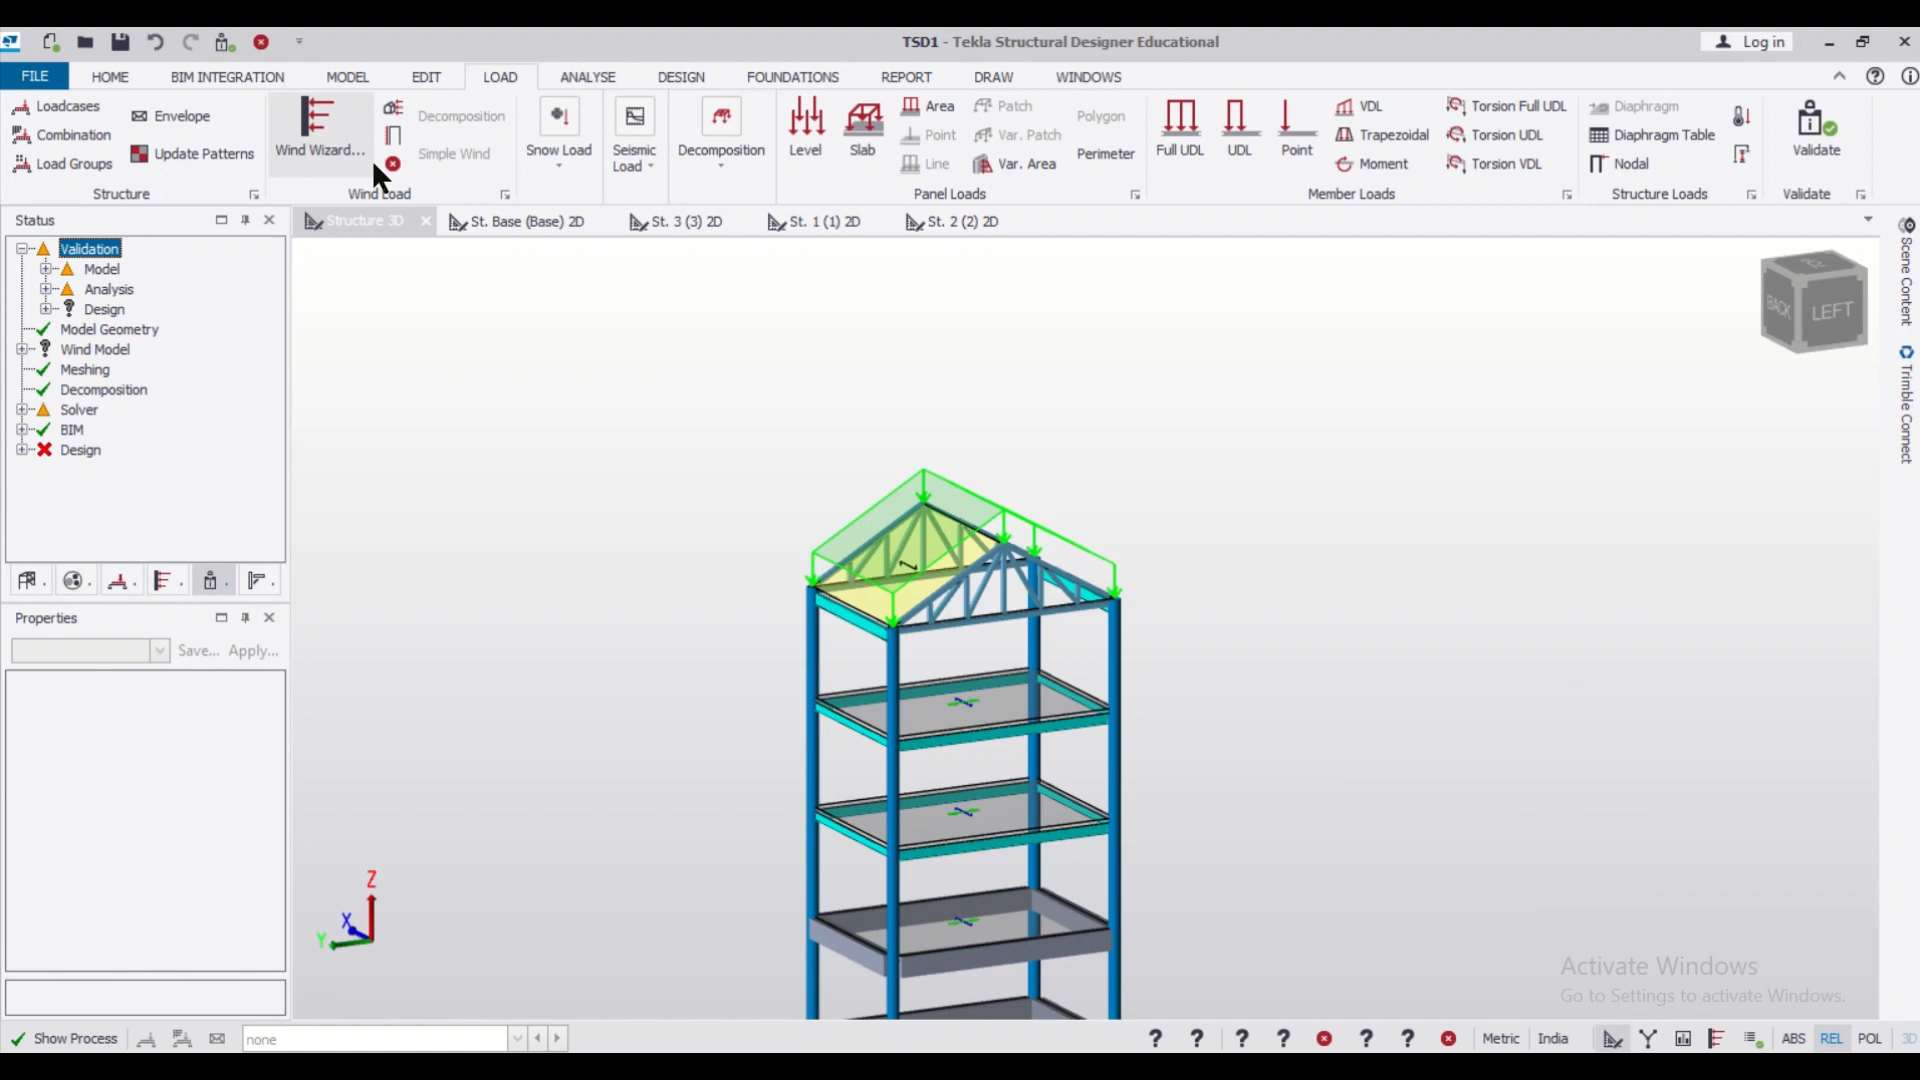 TSD1 - Tekla Structural Designer Educational
Log in
FILE HOME BIM INTEGRATION MODEL EDIT LOAD ANALYSE DESIGN FOUNDATIONS REPORT DRAW WINDOWS
Loadcases
Combination
Load Groups
Envelope
Update Patterns
Structure
Wind Wizard...
Decomposition
Simple Wind
Wind Load
Snow Load
Seismic
Load
Decomposition
Level
Slab
Area
Point
Line
Patch
Var. Patch
Var. Area
Polygon
Perimeter
Panel Loads
Full UDL
UDL
Point
VDL
Trapezoidal
Moment
Torsion Full UDL
Torsion UDL
Torsion VDL
Member Loads
Diaphragm
Diaphragm Table
Nodal
Structure Loads
Validate
Validate
Status
Structure 3D
St. Base (Base) 2D
St. 3 (3) 2D
St. 1 (1) 2D
St. 2 (2) 2D
Validation
Model
Analysis
Design
Model Geometry
Wind Model
Meshing
Decomposition
Solver
BIM
Design
Properties
Save... Apply...
BACK
LEFT
Scene Content
Trimble Connect
Z
X
Y
Activate Windows
Go to Settings to activate Windows.
Show Process
none
Metric
India
ABS REL POL 3D